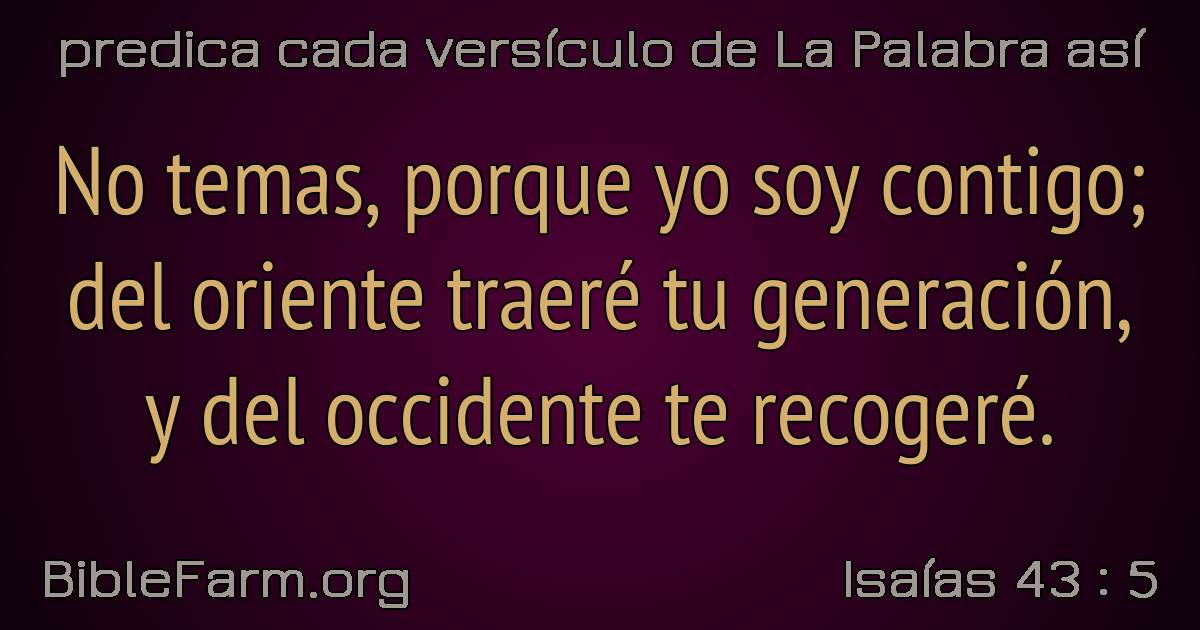 predica cada versículo de La Palabra así
No temas, porque yo soy contigo;
del oriente traeré tu generación,
y del occidente te recogeré.
BibleFarm.org
Isaías 43 : 5